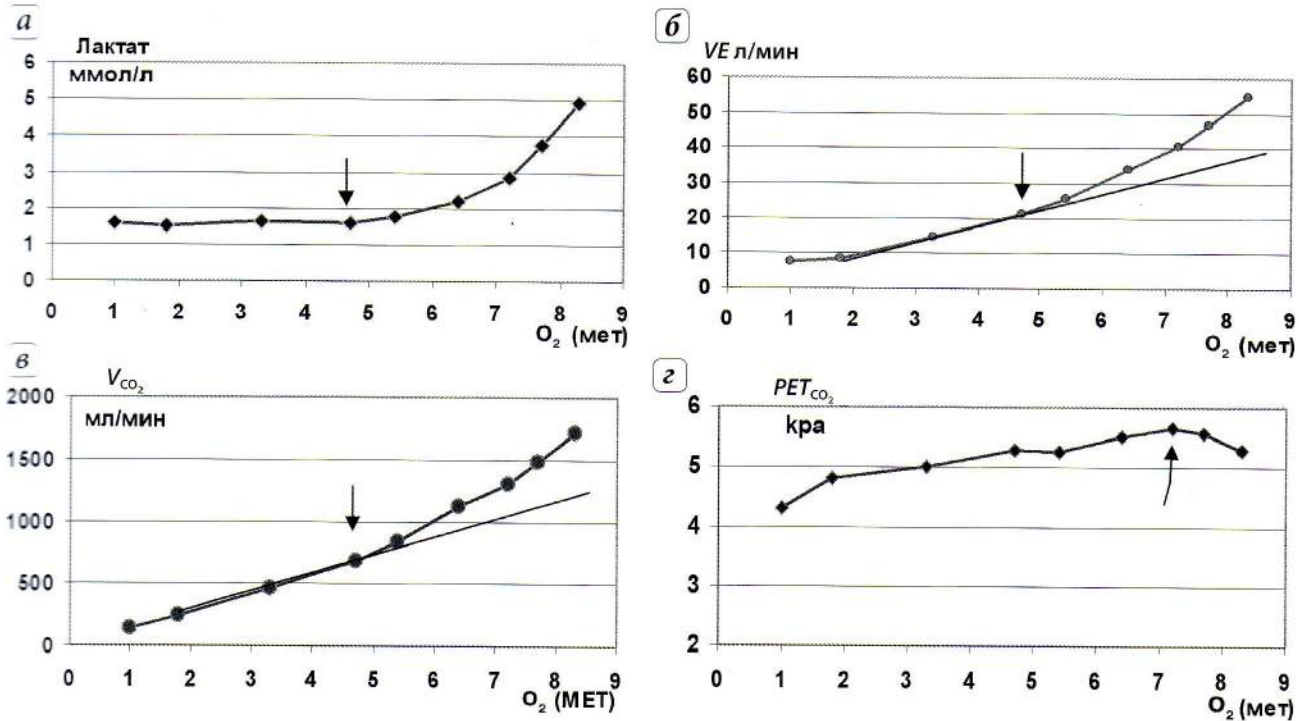 а
Лактат
ммол/л
6
5
4
3
2
1
0
1 2 3 4 5 6 7 8 9
O₂ (мет)
б
VE л/мин
60
50
40
30
20
10
0
0 1 2 3 4 5 6 7 8 9
O₂ (мет)
в
V_CO₂
мл/мин
2000
1500
1000
500
0
0 1 2 3 4 5 6 7 8 9
O₂ (МЕТ)
г
PET_CO₂
kpa
6
5
4
3
2
0 1 2 3 4 5 6 7 8 9
O₂ (мет)